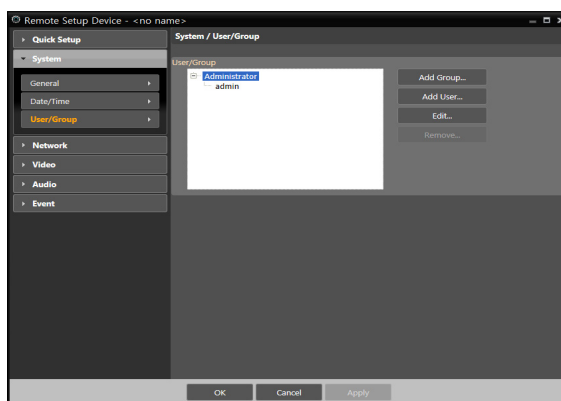 Remote Setup Device - <no name>
Quick Setup
System
General
Date/Time
User/Group
Network
Video
Audio
Event
System / User/Group
User/Group
Administrator
admin
Add Group...
Add User...
Edit...
Remove...
OK
Cancel
Apply